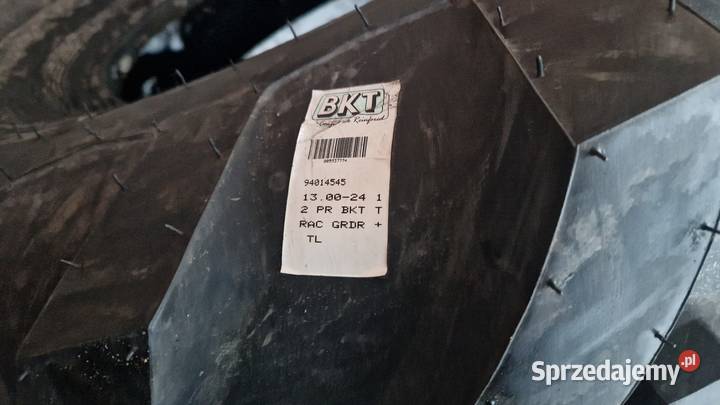 BKT
94014545
13.00-24 1
2 PR BKT T
RAC GRDR +
TL
Sprzedajemy.pl